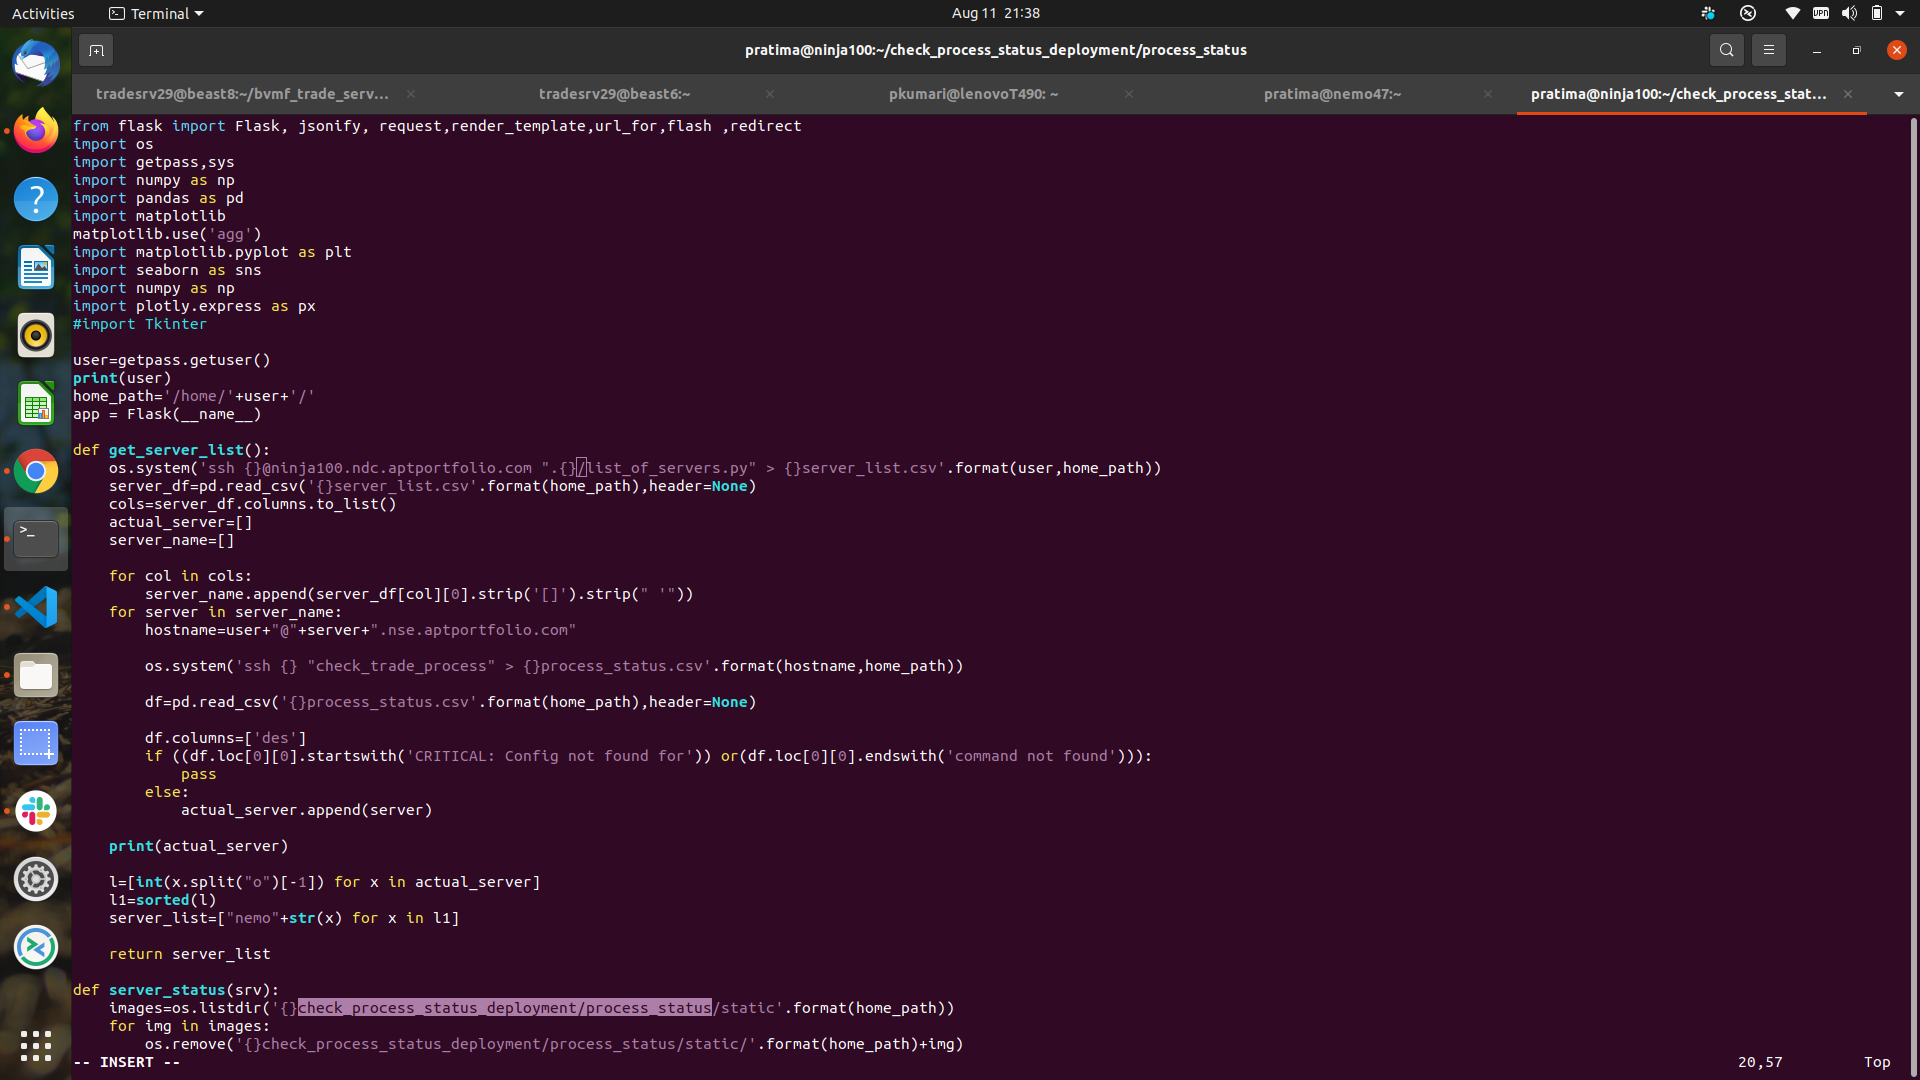 Activities
Terminal
Aug 11 21:38
VPN
pratima@ninja100:~/check_process_status_deployment/process_status
tradesrv29@beast8:~/bvmf_trade_serv...
tradesrv29@beast6:~
pkumari@lenovoT490: ~
pratima@nemo47:~
pratima@ninja100:~/check_process_stat...
from flask import Flask, jsonify, request,render_template,url_for,flash ,redirect
import os
import getpass,sys
import numpy as np
import pandas as pd
import matplotlib
matplotlib.use('agg')
import matplotlib.pyplot as plt
import seaborn as sns
import numpy as np
import plotly.express as px
#import Tkinter
user=getpass.getuser()
print(user)
home_path='/home/'+user+'/'
app = Flask(__name__)
def get_server_list():
    os.system('ssh {}@ninja100.ndc.aptportfolio.com ".{}/list_of_servers.py" > {}server_list.csv'.format(user,home_path))
    server_df=pd.read_csv('{}server_list.csv'.format(home_path),header=None)
    cols=server_df.columns.to_list()
    actual_server=[]
    server_name=[]
    for col in cols:
        server_name.append(server_df[col][0].strip('[]').strip(" '"))
    for server in server_name:
        hostname=user+"@"+server+".nse.aptportfolio.com"
        os.system('ssh {} "check_trade_process" > {}process_status.csv'.format(hostname,home_path))
        df=pd.read_csv('{}process_status.csv'.format(home_path),header=None)
        df.columns=['des']
        if ((df.loc[0][0].startswith('CRITICAL: Config not found for')) or(df.loc[0][0].endswith('command not found'))):
            pass
        else:
            actual_server.append(server)
    print(actual_server)
    l=[int(x.split("o")[-1]) for x in actual_server]
    l1=sorted(l)
    server_list=["nemo"+str(x) for x in l1]
    return server_list
def server_status(srv):
    images=os.listdir('{}check_process_status_deployment/process_status/static'.format(home_path))
    for img in images:
        os.remove('{}check_process_status_deployment/process_status/static/'.format(home_path)+img)
-- INSERT --
20,57
Top